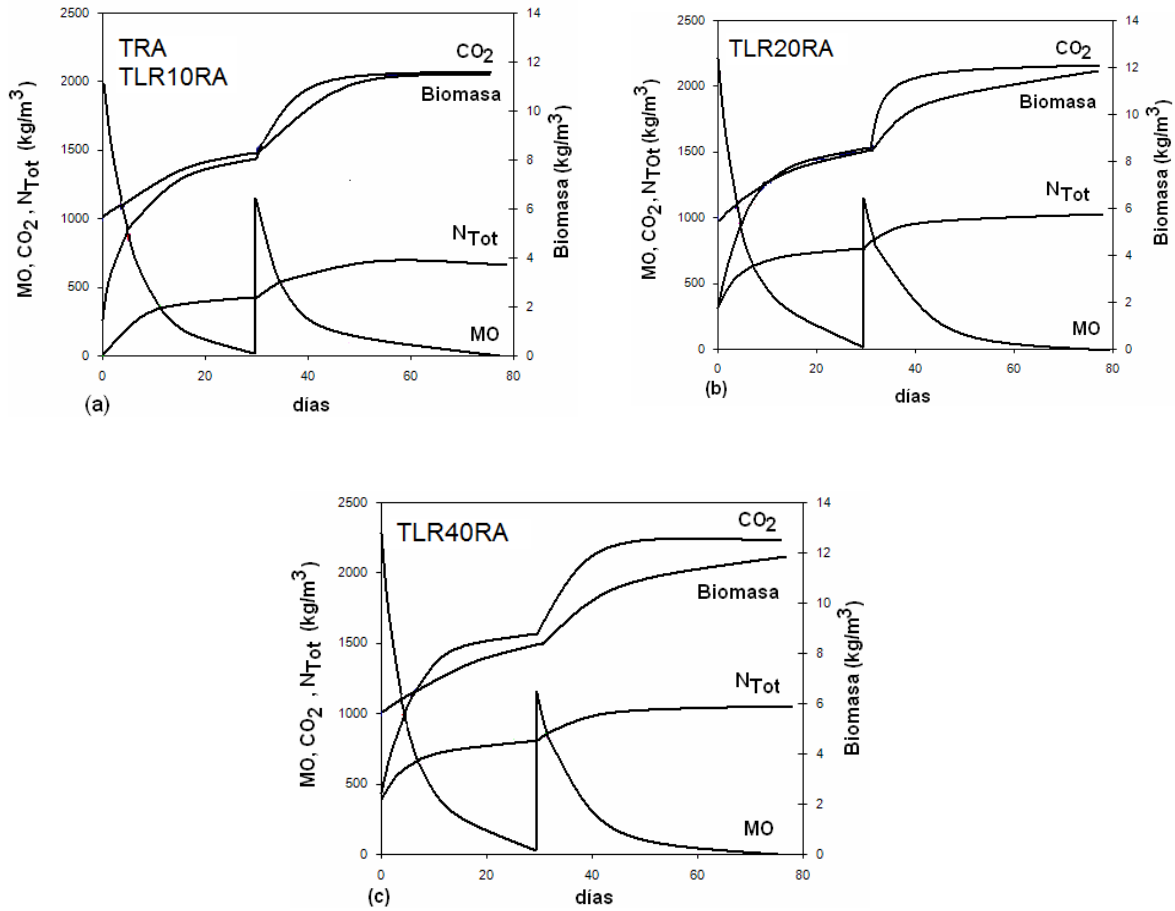 2500
2000
1500
1000
500
0
MO, CO2, NTot (kg/m3)
TRA
TLR10RA
CO2
Biomasa
NTot
MO
14
12
10
8
6
4
2
0
Biomasa (kg/m3)
0 20 40 60 80
(a)
días
2500
2000
1500
1000
500
0
MO, CO2, NTot (kg/m3)
TLR20RA
CO2
Biomasa
NTot
MO
14
12
10
8
6
4
2
0
Biomasa (kg/m3)
0 20 40 60 80
(b)
días
2500
2000
1500
1000
500
0
MO, CO2, NTot (kg/m3)
TLR40RA
CO2
Biomasa
NTot
MO
14
12
10
8
6
4
2
0
Biomasa (kg/m3)
0 20 40 60 80
(c)
días